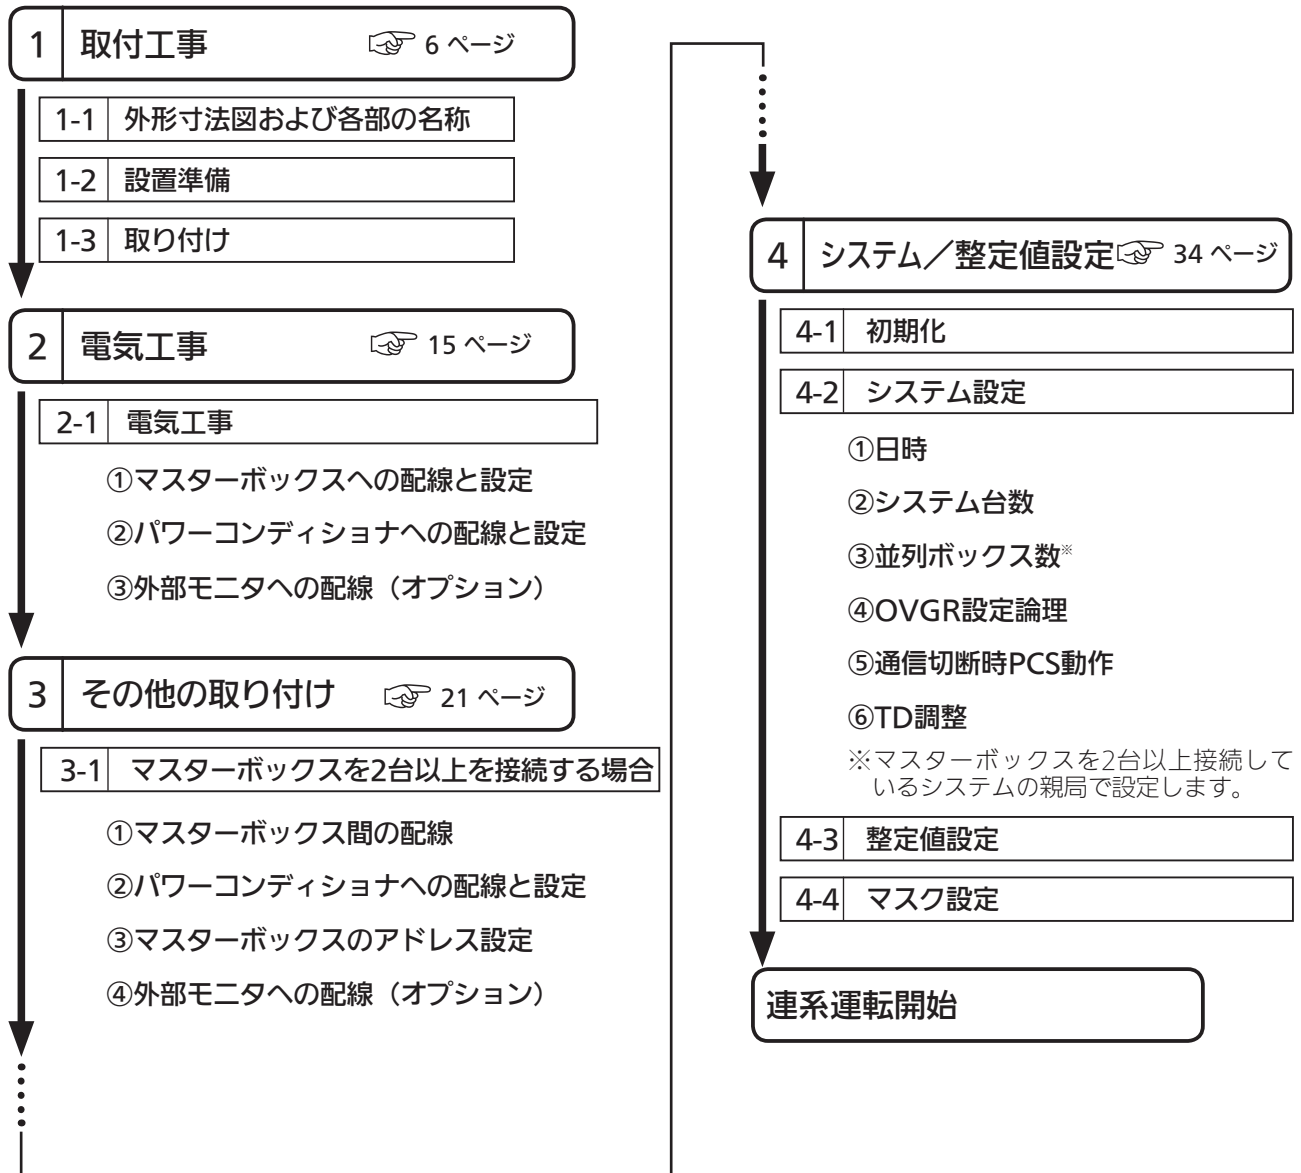 1 取付工事 ☞ 6 ページ
1-1 外形寸法図および各部の名称
1-2 設置準備
1-3 取り付け
2 電気工事 ☞ 15 ページ
2-1 電気工事
①マスターボックスへの配線と設定
②パワーコンディショナへの配線と設定
③外部モニタへの配線（オプション）
3 その他の取り付け ☞ 21 ページ
3-1 マスターボックスを2台以上を接続する場合
①マスターボックス間の配線
②パワーコンディショナへの配線と設定
③マスターボックスのアドレス設定
④外部モニタへの配線（オプション）
4 システム／整定値設定☞ 34 ページ
4-1 初期化
4-2 システム設定
①日時
②システム台数
③並列ボックス数※
④OVGR設定論理
⑤通信切断時PCS動作
⑥TD調整
※マスターボックスを2台以上接続して
いるシステムの親局で設定します。
4-3 整定値設定
4-4 マスク設定
連系運転開始